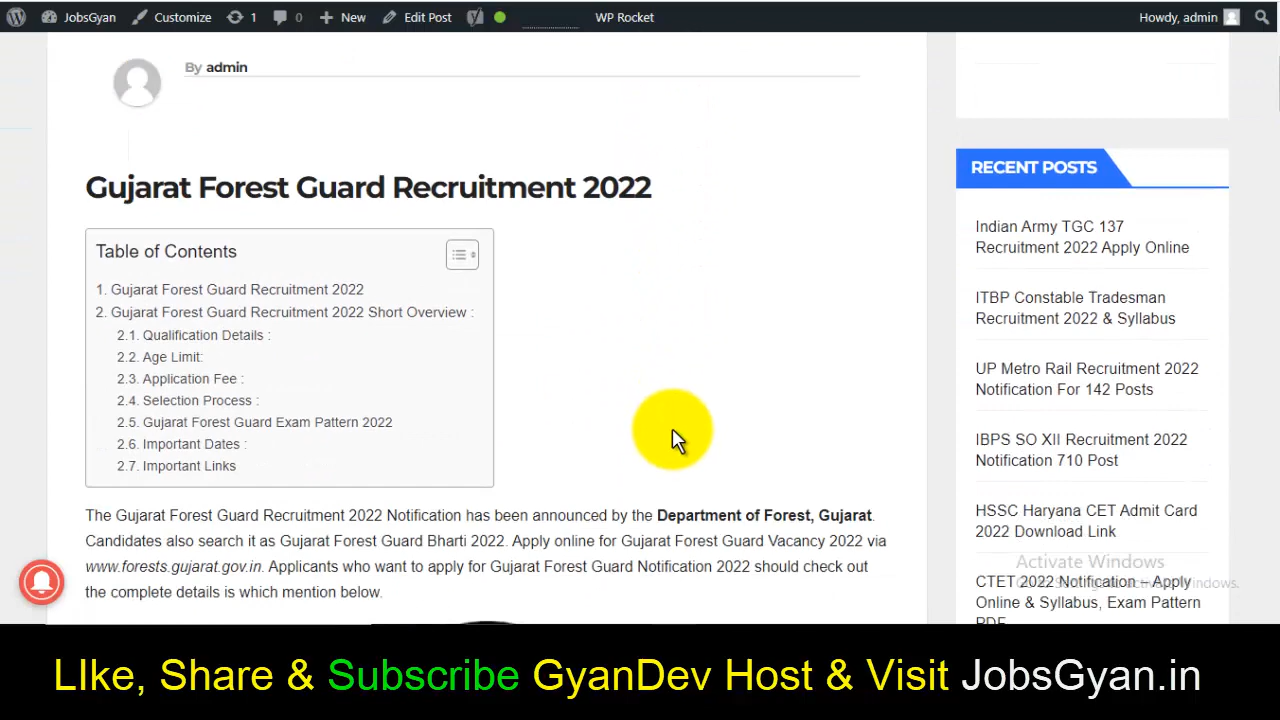 JobsGyan Customize 1 0 New Edit Post WP Rocket Howdy, admin
By admin
Gujarat Forest Guard Recruitment 2022
Table of Contents
1. Gujarat Forest Guard Recruitment 2022
2. Gujarat Forest Guard Recruitment 2022 Short Overview :
2.1. Qualification Details :
2.2. Age Limit:
2.3. Application Fee :
2.4. Selection Process :
2.5. Gujarat Forest Guard Exam Pattern 2022
2.6. Important Dates :
2.7. Important Links
The Gujarat Forest Guard Recruitment 2022 Notification has been announced by the Department of Forest, Gujarat.
Candidates also search it as Gujarat Forest Guard Bharti 2022. Apply online for Gujarat Forest Guard Vacancy 2022 via
www.forests.gujarat.gov.in. Applicants who want to apply for Gujarat Forest Guard Notification 2022 should check out
the complete details is which mention below.
RECENT POSTS
Indian Army TGC 137
Recruitment 2022 Apply Online
ITBP Constable Tradesman
Recruitment 2022 & Syllabus
UP Metro Rail Recruitment 2022
Notification For 142 Posts
IBPS SO XII Recruitment 2022
Notification 710 Post
HSSC Haryana CET Admit Card
2022 Download Link
Activate Windows
CTET 2022 Notification – Apply
Online & Syllabus, Exam Pattern
PDF
LIke, Share & Subscribe GyanDev Host & Visit JobsGyan.in